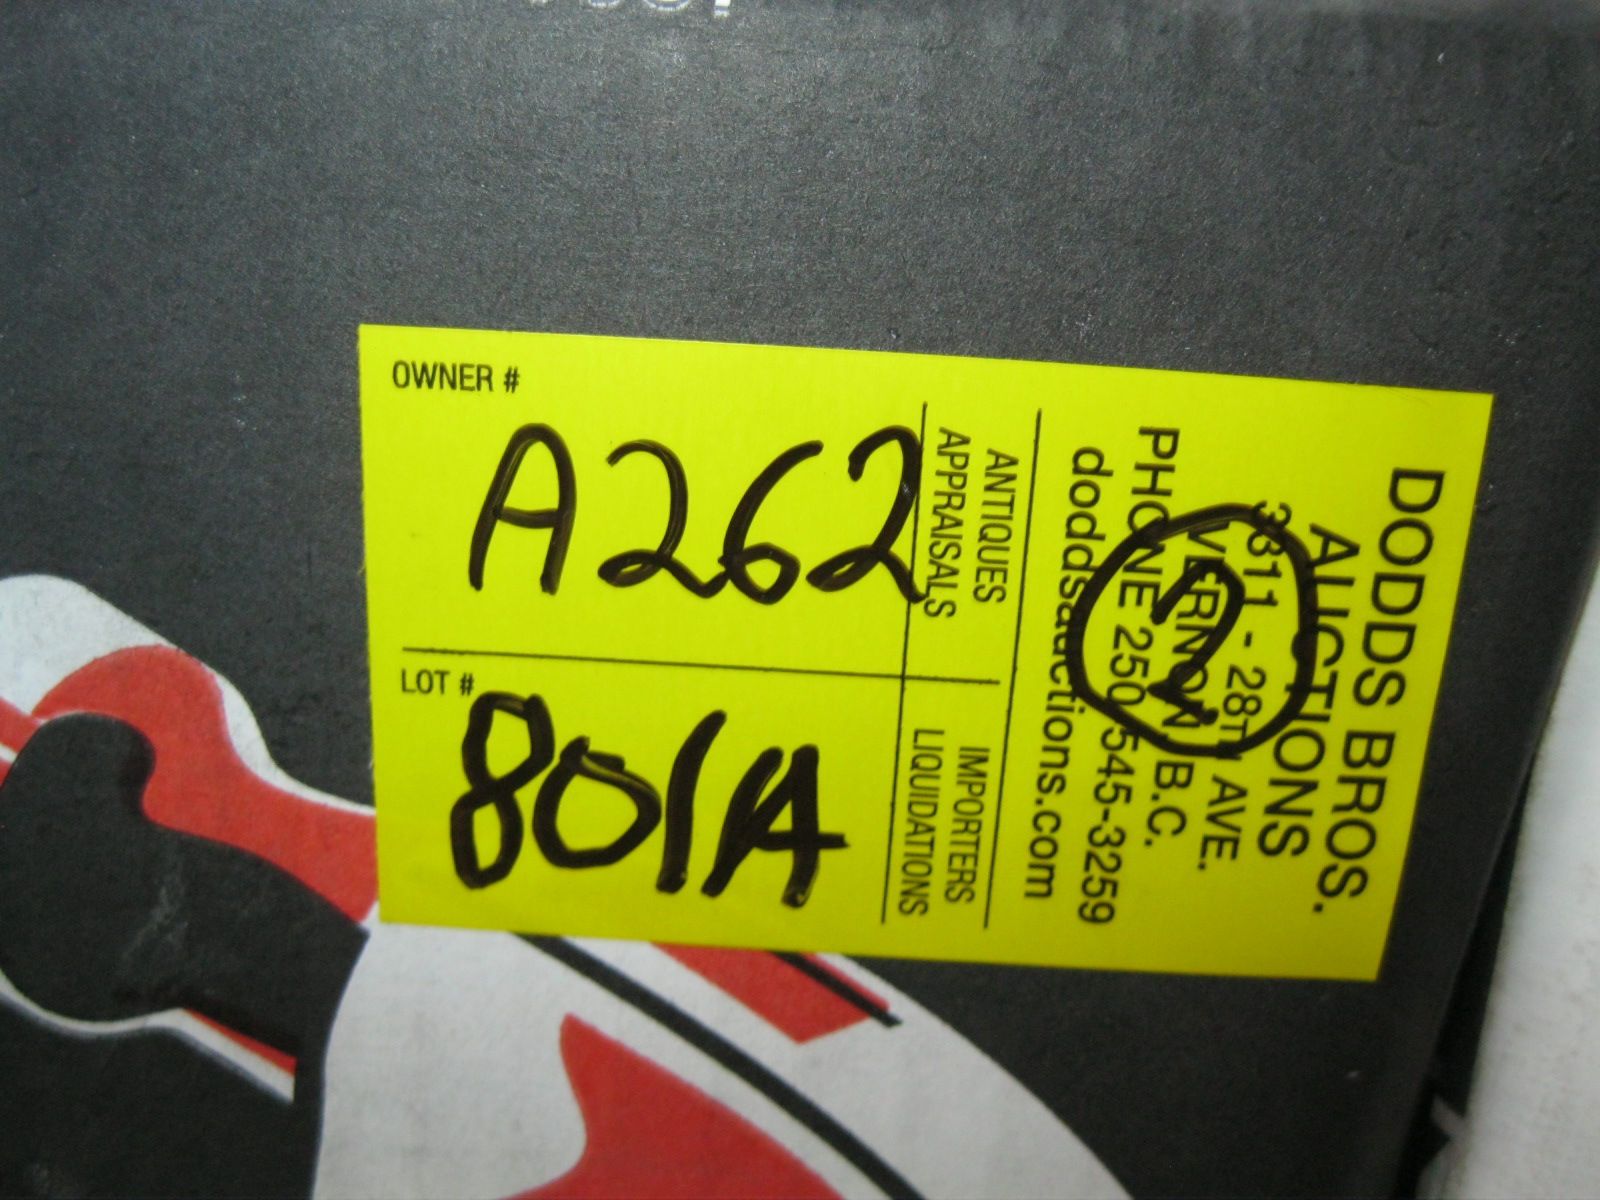 OWNER #
A262
LOT #
801A
ANTIQUES
APPRAISALS
IMPORTERS
LIQUIDATIONS
DODDS BROS.
AUCTIONS
3311 - 28TH AVE.
VERNON, B.C.
PHONE 250-545-3259
doddsauctions.com
2